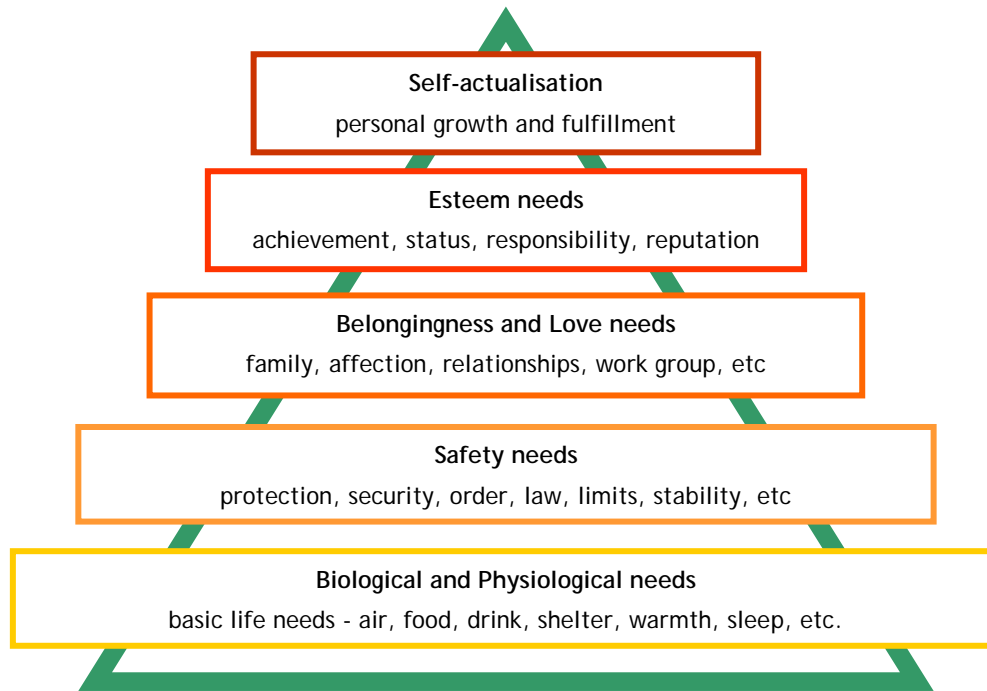 Self-actualisation
personal growth and fulfillment
Esteem needs
achievement, status, responsibility, reputation
Belongingness and Love needs
family, affection, relationships, work group, etc
Safety needs
protection, security, order, law, limits, stability, etc
Biological and Physiological needs
basic life needs - air, food, drink, shelter, warmth, sleep, etc.